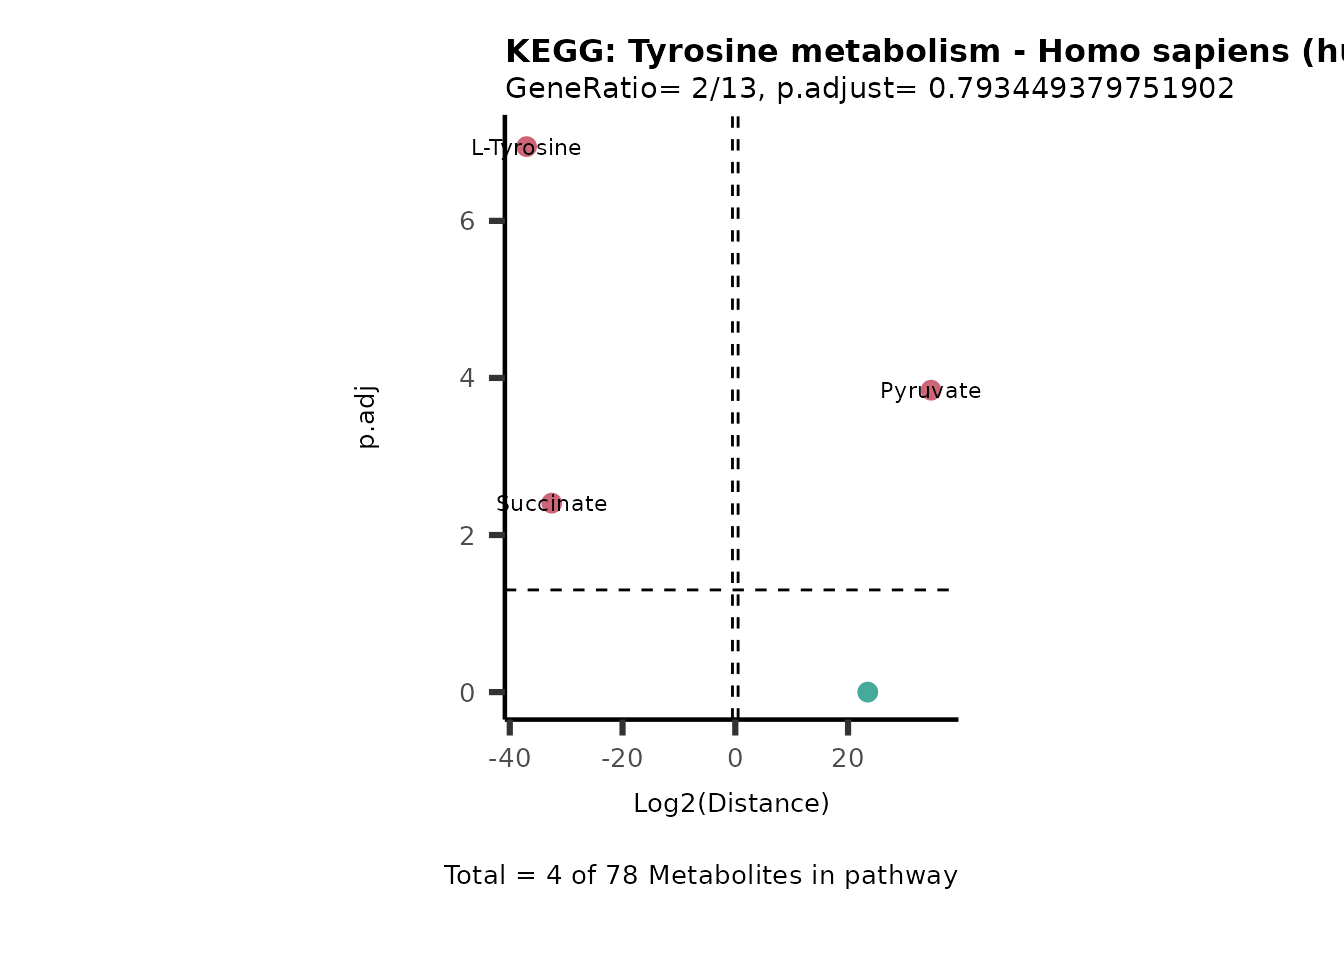 KEGG: Tyrosine metabolism - Homo sapiens (hu
GeneRatio= 2/13, p.adjust= 0.793449379751902
L-Tyrosine
6
4
Pyruvate
p.adj
Succinate
2
0
-40 -20 0 20
Log2(Distance)
Total = 4 of 78 Metabolites in pathway